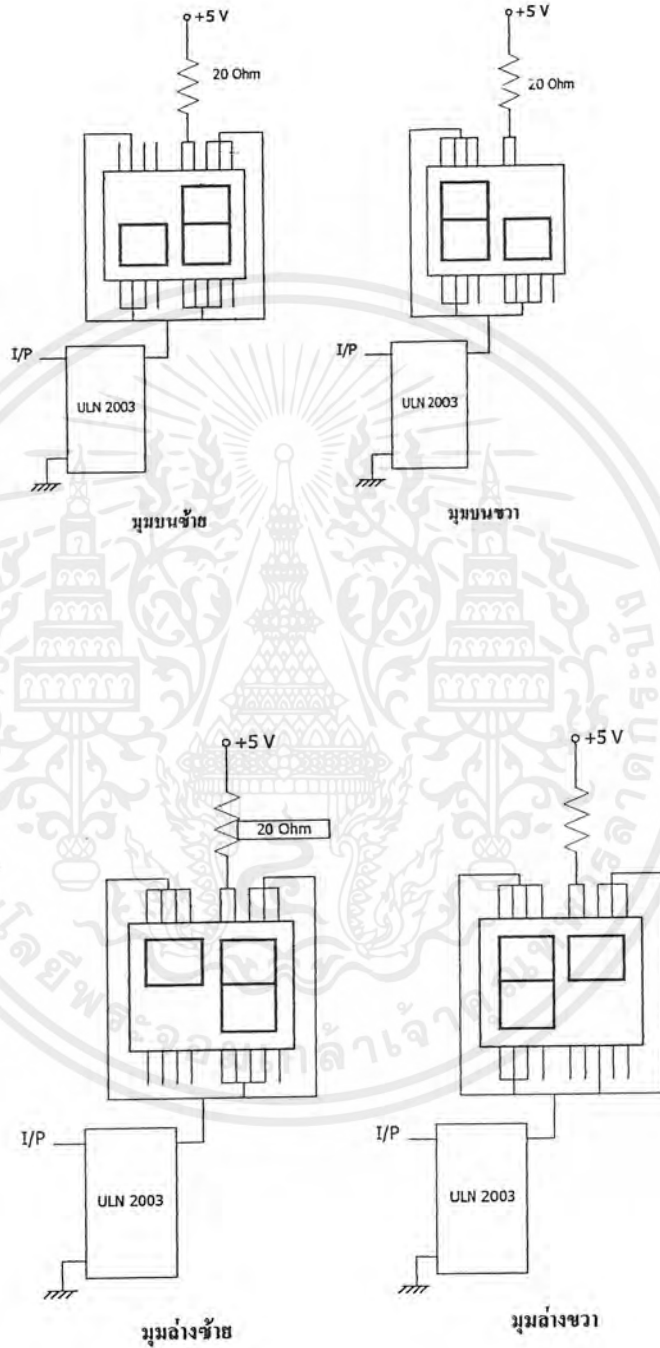 +5 V
+5 V
20 Ohm
20 Ohm
I/P
I/P
ULN 2003
ULN 2003
มุมบนซ้าย
มุมบนขวา
+5 V
+5 V
20 Ohm
I/P
I/P
ULN 2003
ULN 2003
มุมล่างซ้าย
มุมล่างขวา